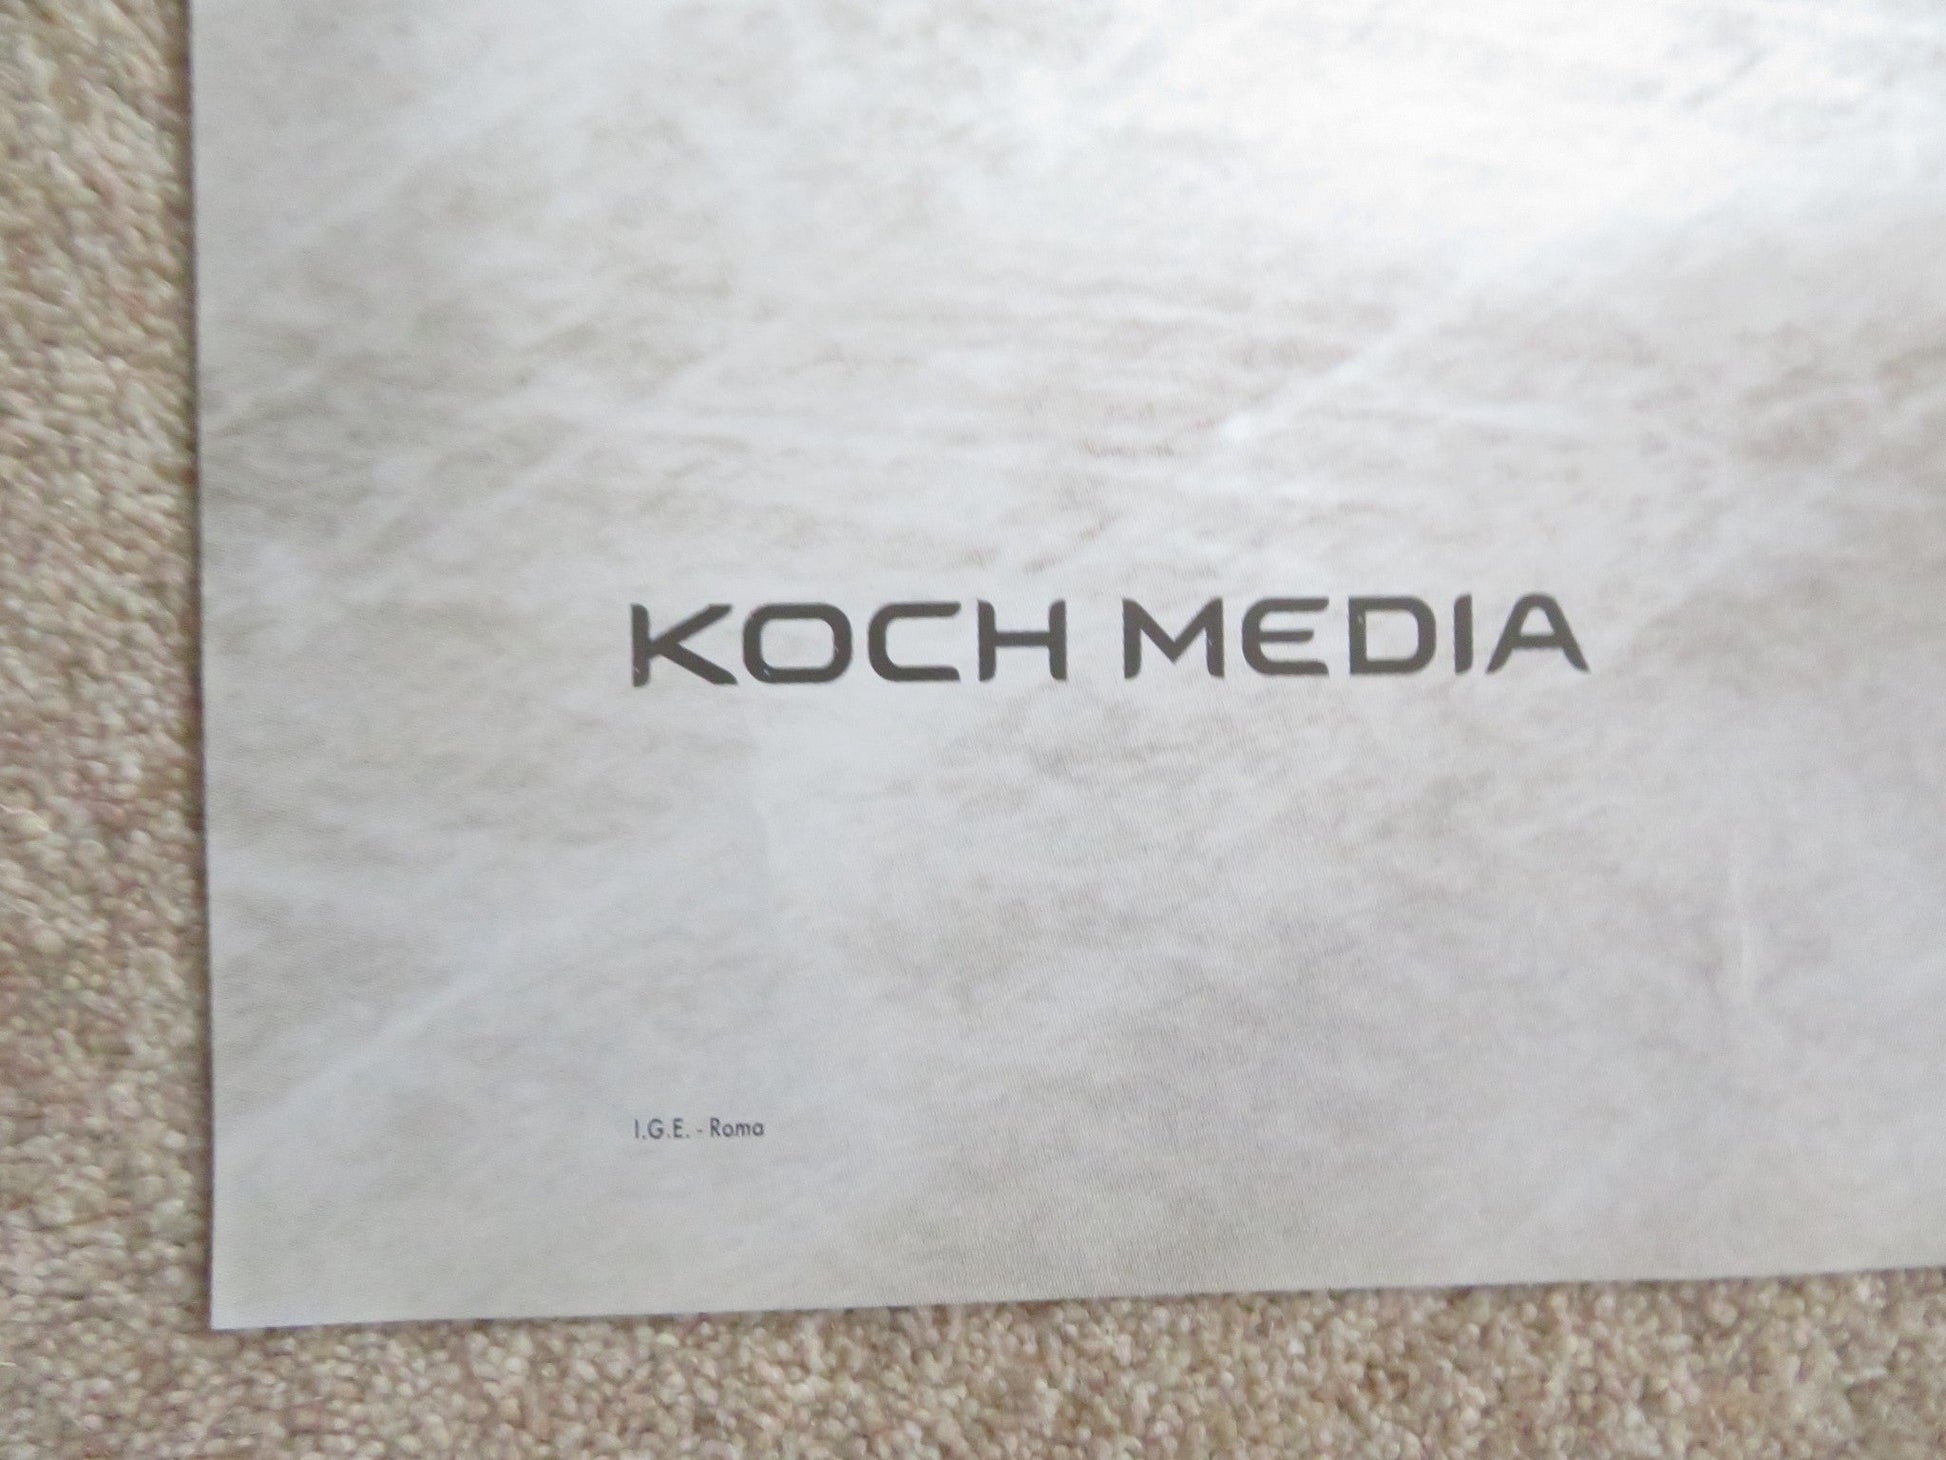 KOCH MEDIA
I.G.E. - Roma